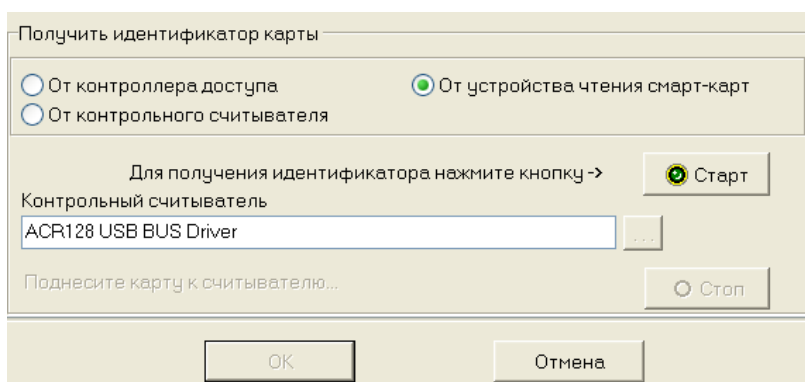 Получить идентификатор карты
От контроллера доступа
От устройства чтения смарт-карт
От контрольного считывателя
Для получения идентификатора нажмите кнопку ->
Старт
Контрольный считыватель
ACR128 USB BUS Driver
...
Поднесите карту к считывателю...
Стоп
OK
Отмена